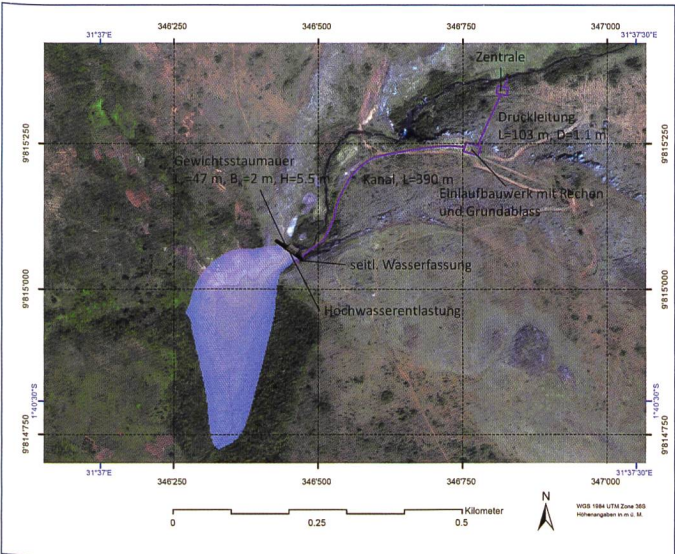 346'250 346'500 346'750 347'000
31°37'E 31°37'30"E
Zentrale
Druckleitung
L=103 m, D=1.1 m
9'815'250 9'815'250
Gewichtsstaumauer
L =47 m, B =2 m, H=5.5 m
Kanal, L=390 m
Einlaufbauwerk mit Rechen
und Grundablass
seitl. Wasserfassung
9'815'000 9'815'000
Hochwasserentlastung
1°40'30"S 1°40'30"S
9'814'750 9'814'750
31°37'E 31°37'30"E
346'250 346'500 346'750 347'000
Kilometer
0 0.25 0.5
N
WGS 1984 UTM Zone 36S
Höhenangaben in m ü. M.